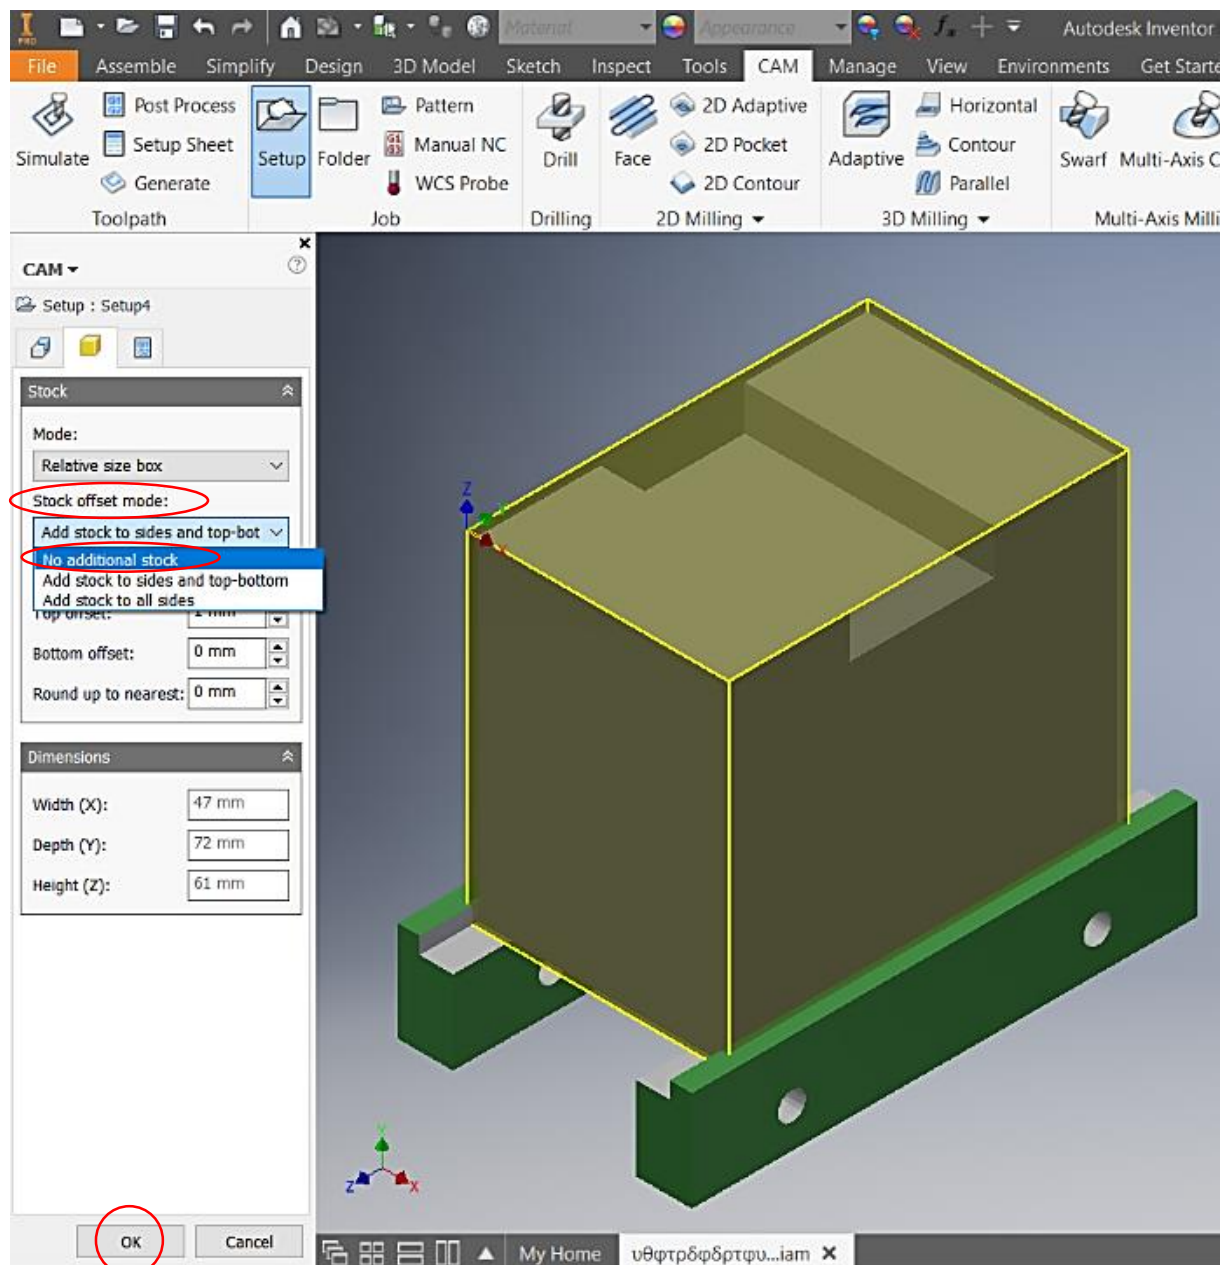 PRO
Material
Appearance
Autodesk Inventor
File Assemble Simplify Design 3D Model Sketch Inspect Tools CAM Manage View Environments Get Starte
Simulate
Post Process
Setup Sheet
Generate
Toolpath
Setup
Folder
Pattern
Manual NC
WCS Probe
Job
Drill
Drilling
Face
2D Adaptive
2D Pocket
2D Contour
2D Milling
Adaptive
Horizontal
Contour
Parallel
3D Milling
Swarf
Multi-Axis C
Multi-Axis Milli
CAM
Setup : Setup4
Stock
Mode:
Relative size box
Stock offset mode:
Add stock to sides and top-bot
No additional stock
Add stock to sides and top-bottom
Add stock to all sides
Top offset: 1 mm
Bottom offset: 0 mm
Round up to nearest: 0 mm
Dimensions
Width (X): 47 mm
Depth (Y): 72 mm
Height (Z): 61 mm
OK Cancel
Z
Y
X
Y
Z
X
My Home
υθφτρδφδρτφυ...iam